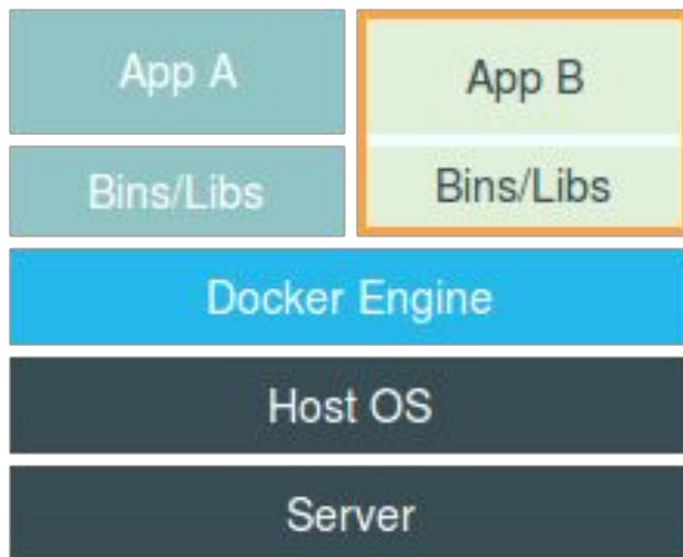 App A
App B
Bins/Libs
Bins/Libs
Docker Engine
Host OS
Server